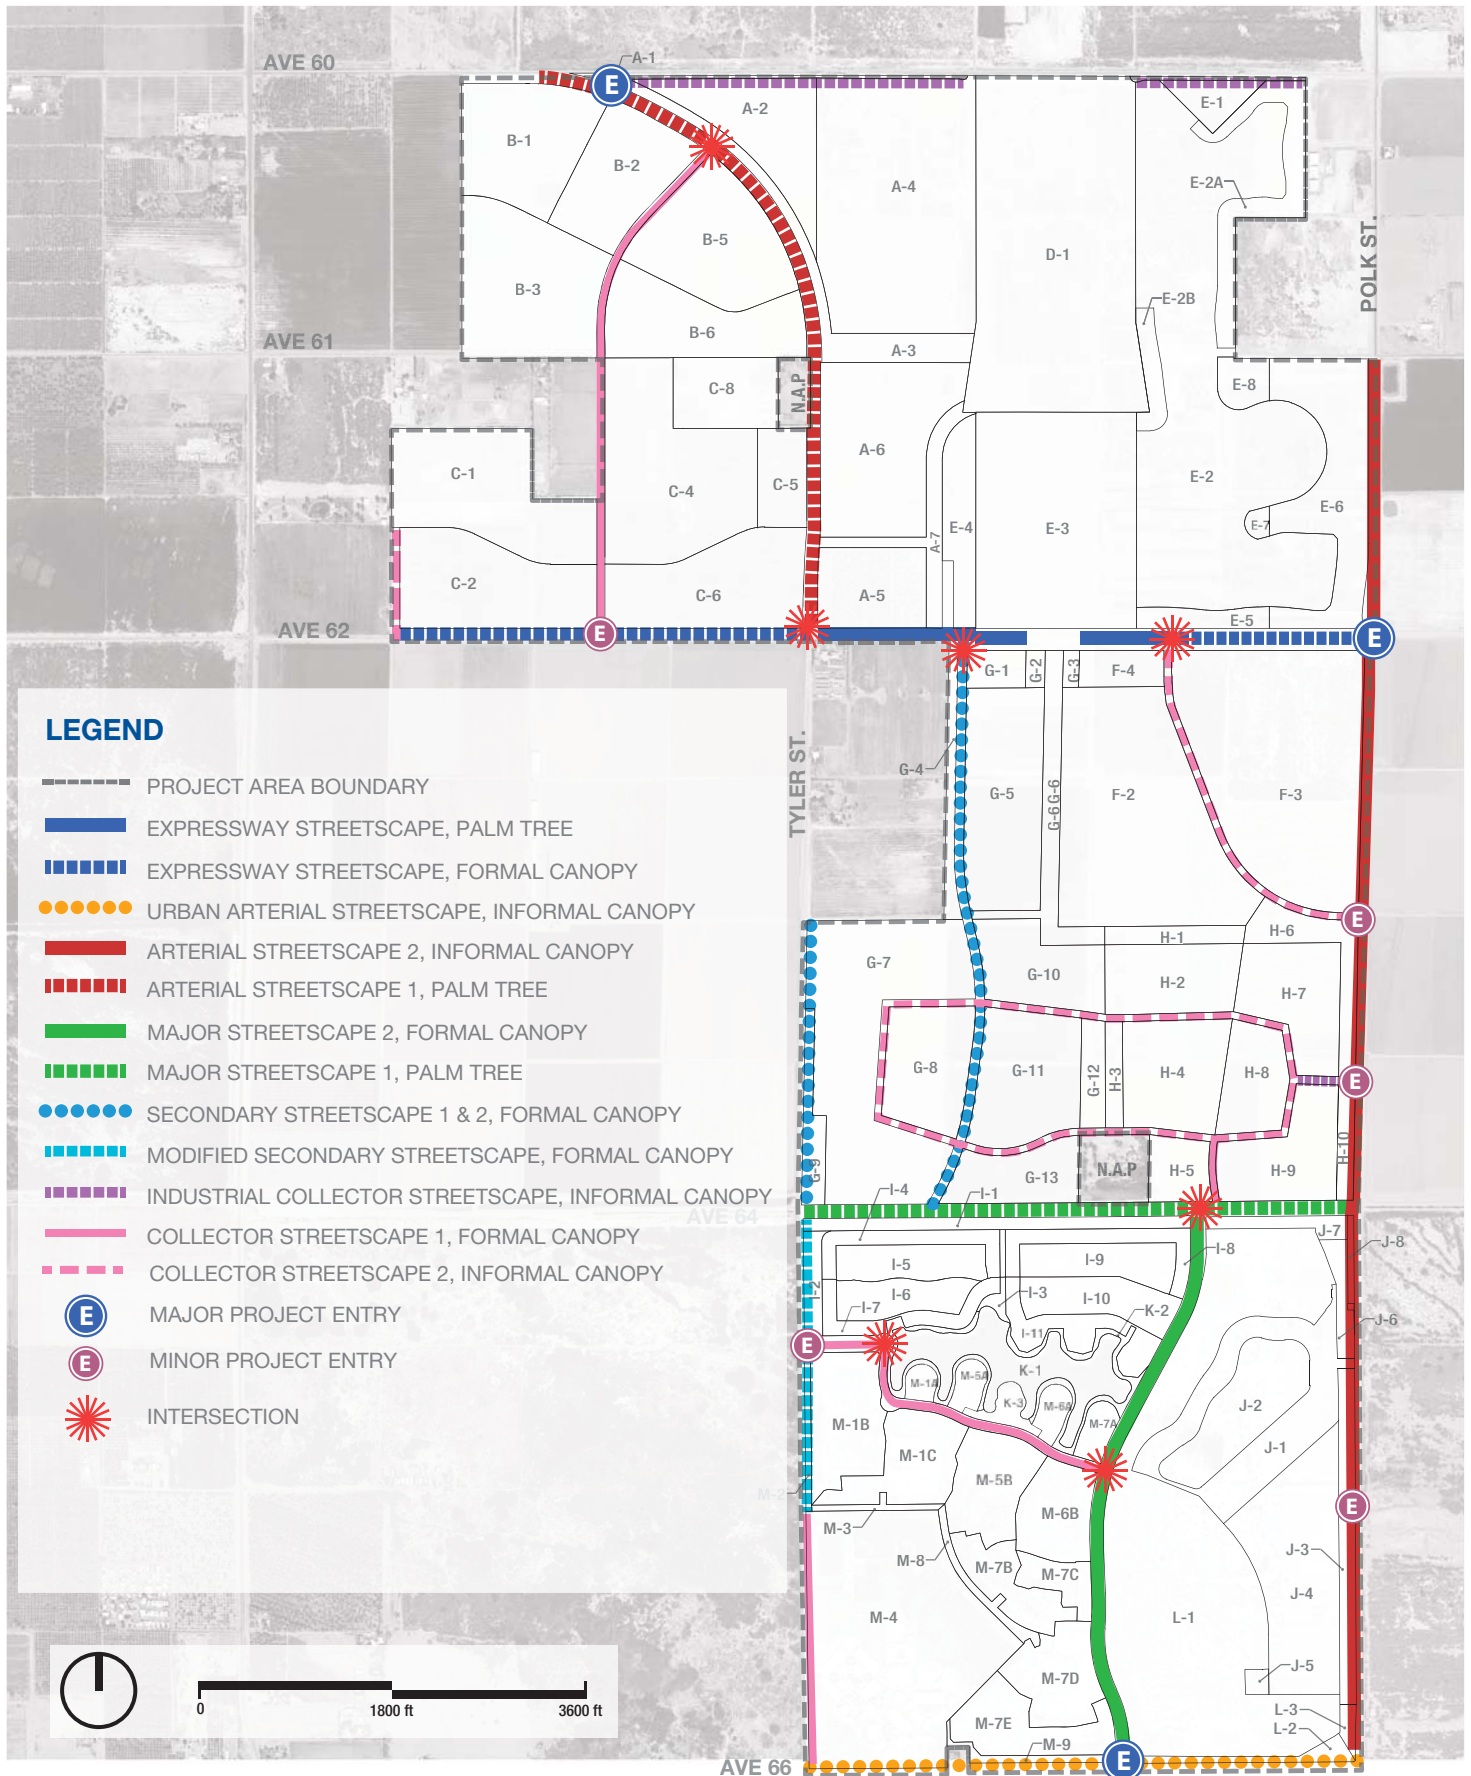 AVE 60
A-1
E
A-2
E-1
B-1
B-2
A-4
E-2A
B-5
D-1
POLK ST.
B-3
E-2B
B-6
AVE 61
A-3
C-8
N.A.P
E-8
A-6
C-1
C-4
C-5
E-2
E-6
E-7
E-4
E-3
A-7
C-2
C-6
A-5
E-5
AVE 62
E
E
G-1
G-2
G-3
F-4
G-4
TYLER ST.
G-5
G-6
G-6
F-2
F-3
E
H-6
H-1
G-7
G-10
H-2
H-7
G-8
G-11
G-12
H-3
H-4
H-8
E
H-10
G-9
G-13
N.A.P
H-5
H-9
I-4
I-1
AVE 64
J-7
J-8
I-8
I-5
I-9
I-2
I-6
I-3
I-10
K-2
I-7
J-6
I-11
E
K-1
M-1A
M-5A
K-3
M-6A
M-7A
J-2
M-1B
J-1
M-1C
M-5B
M-2
M-6B
E
M-3
M-8
M-7B
M-7C
J-3
J-4
M-4
L-1
M-7D
J-5
L-3
M-7E
L-2
M-9
E
AVE 66
LEGEND
PROJECT AREA BOUNDARY
EXPRESSWAY STREETSCAPE, PALM TREE
EXPRESSWAY STREETSCAPE, FORMAL CANOPY
URBAN ARTERIAL STREETSCAPE, INFORMAL CANOPY
ARTERIAL STREETSCAPE 2, INFORMAL CANOPY
ARTERIAL STREETSCAPE 1, PALM TREE
MAJOR STREETSCAPE 2, FORMAL CANOPY
MAJOR STREETSCAPE 1, PALM TREE
SECONDARY STREETSCAPE 1 & 2, FORMAL CANOPY
MODIFIED SECONDARY STREETSCAPE, FORMAL CANOPY
INDUSTRIAL COLLECTOR STREETSCAPE, INFORMAL CANOPY
COLLECTOR STREETSCAPE 1, FORMAL CANOPY
COLLECTOR STREETSCAPE 2, INFORMAL CANOPY
E MAJOR PROJECT ENTRY
E MINOR PROJECT ENTRY
INTERSECTION
0 1800 ft 3600 ft